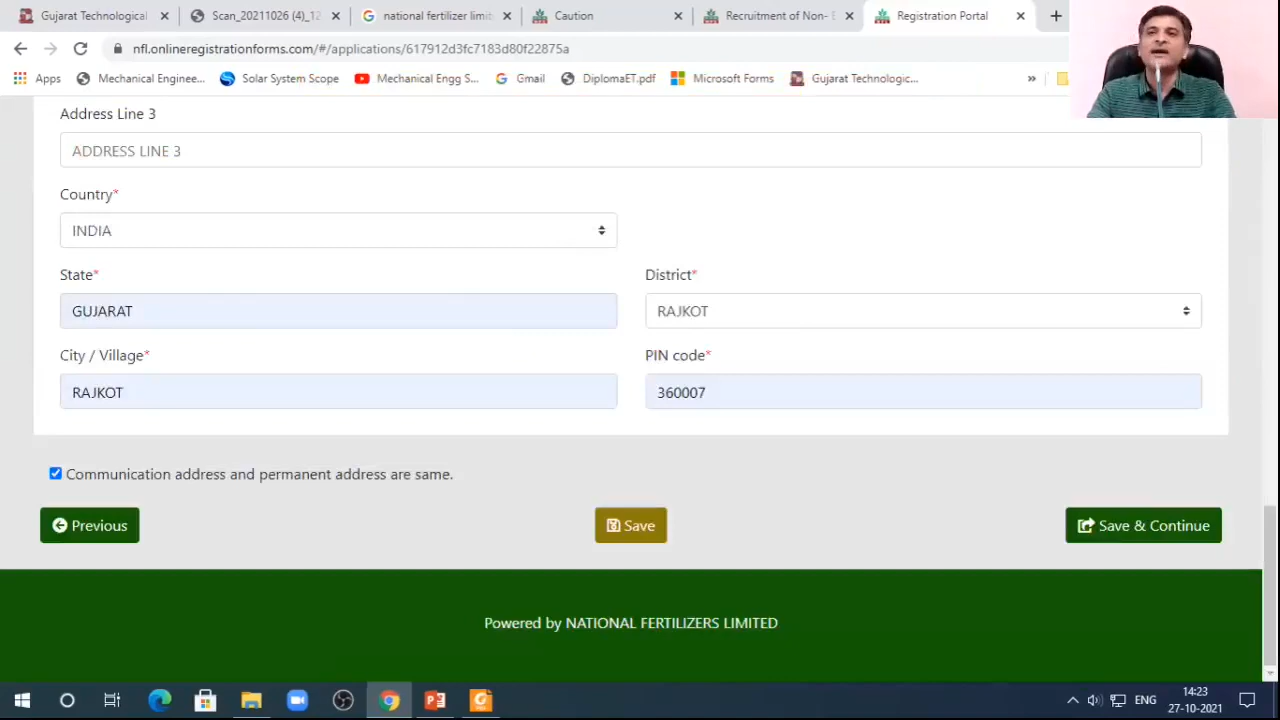 Gujarat Technological
Scan_20211026 (4)_12
national fertilizer limit
Caution
Recruitment of Non- E
Registration Portal
nfl.onlineregistrationforms.com/#/applications/617912d3fc7183d80f22875a
Apps
Mechanical Enginee...
Solar System Scope
Mechanical Engg S...
Gmail
DiplomaET.pdf
Microsoft Forms
Gujarat Technologic...
»
Address Line 3
ADDRESS LINE 3
Country*
INDIA
State*
District*
GUJARAT
RAJKOT
City / Village*
PIN code*
RAJKOT
360007
Communication address and permanent address are same.
Previous
Save
Save & Continue
Powered by NATIONAL FERTILIZERS LIMITED
ENG
14:23
27-10-2021